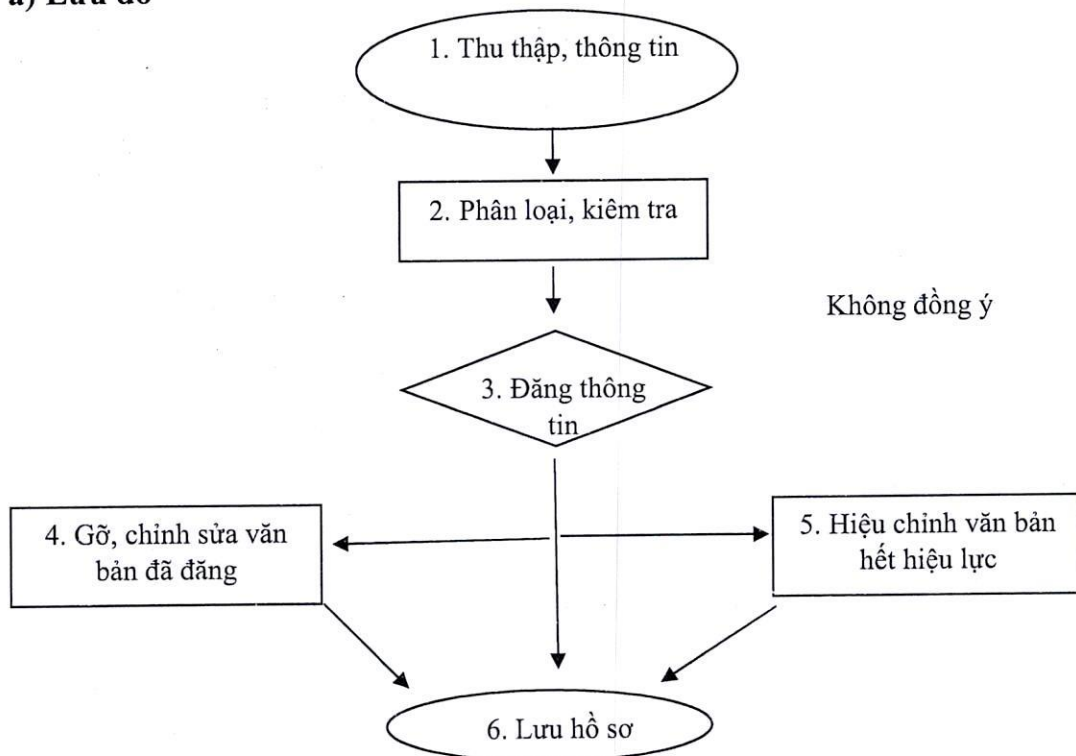 a) Lưu đồ
1. Thu thập, thông tin
2. Phân loại, kiêm tra
Không đồng ý
3. Đăng thông
tin
4. Gỡ, chỉnh sửa văn
bản đã đăng
5. Hiệu chỉnh văn bản
hết hiệu lực
6. Lưu hồ sơ